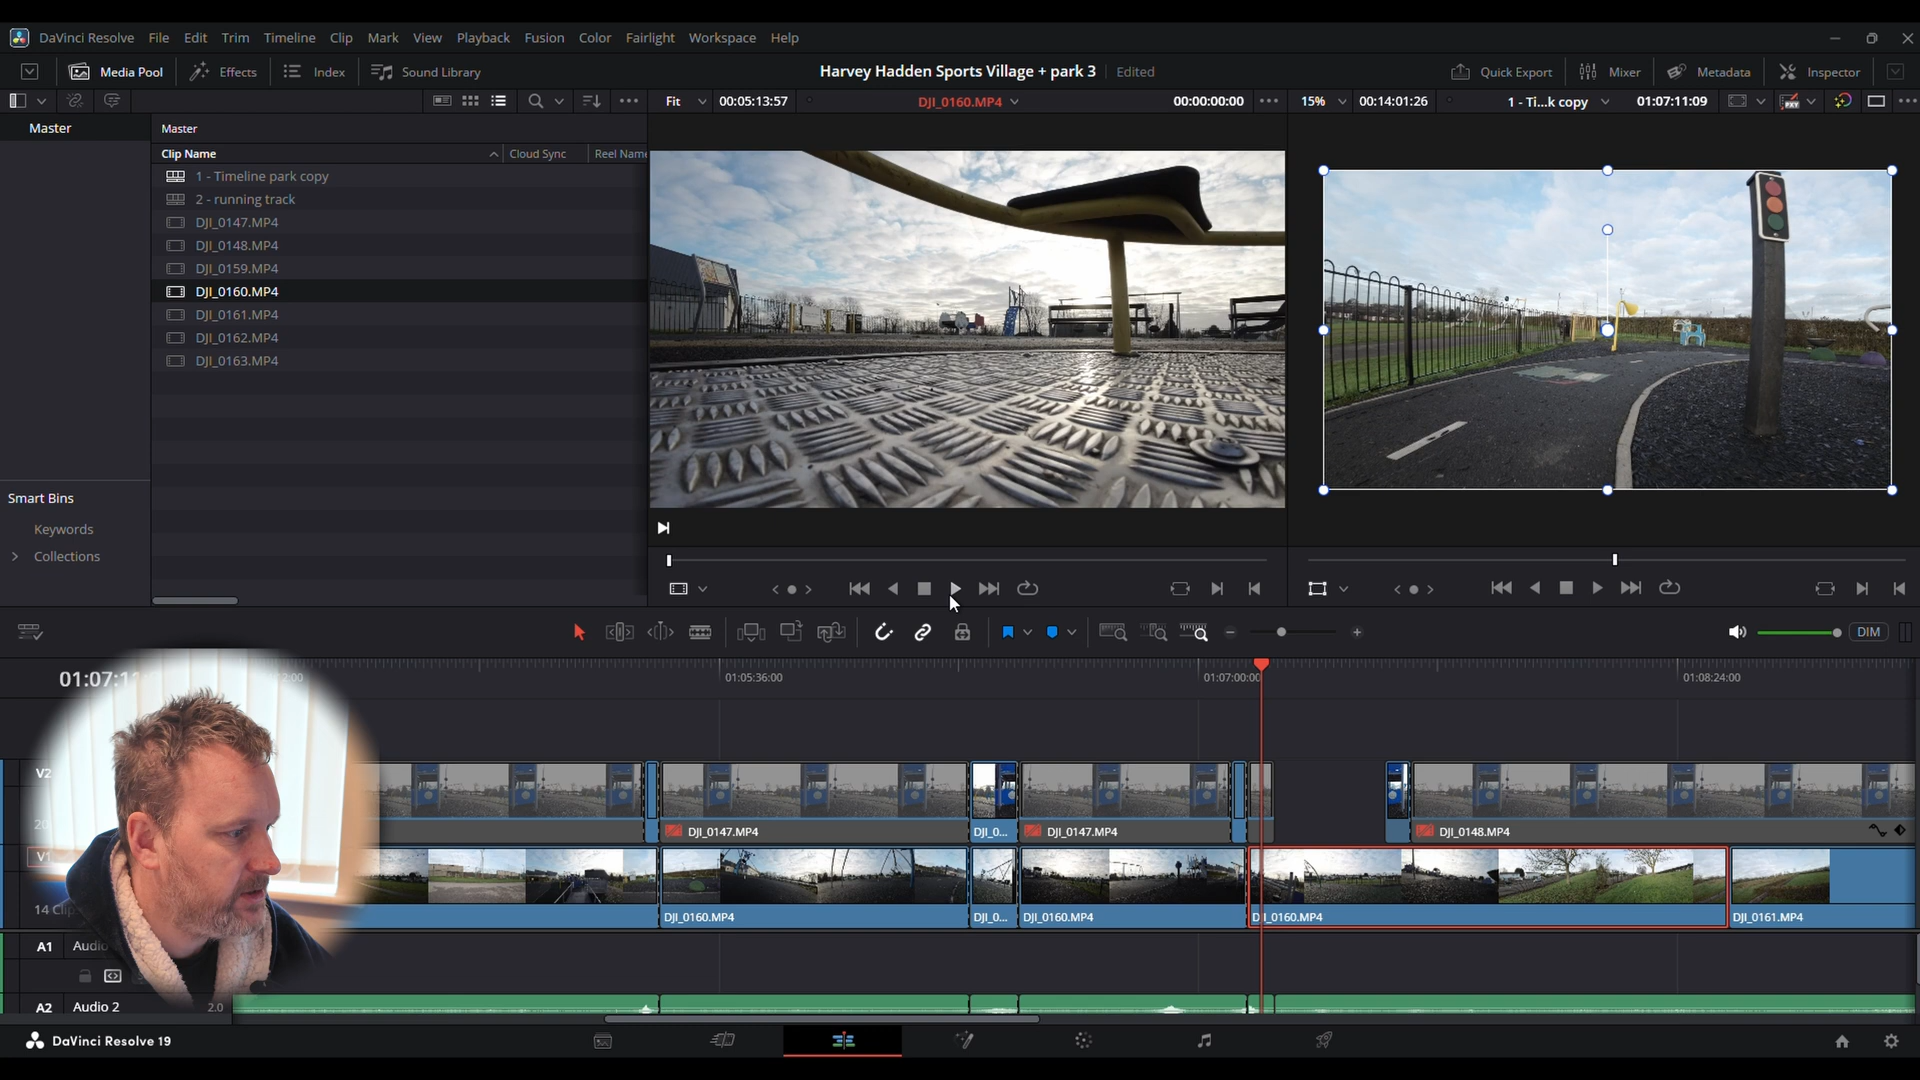 DaVinci Resolve File Edit Trim Timeline Clip Mark View Playback Fusion Color Fairlight Workspace Help
Media Pool Effects Index Sound Library Harvey Hadden Sports Village + park 3 Edited Quick Export Mixer Metadata Inspector
Fit 00:05:13:57 DJI_0160.MP4 00:00:00:00 15% 00:14:01:26 1 - Ti...k copy 01:07:11:09
Master Master
Clip Name Cloud Sync Reel Name
1 - Timeline park copy
2 - running track
DJI_0147.MP4
DJI_0148.MP4
DJI_0159.MP4
DJI_0160.MP4
DJI_0161.MP4
DJI_0162.MP4
DJI_0163.MP4
Smart Bins
Keywords
Collections
DIM
01:05:36:00 01:07:00:00 01:08:24:00
V2
DJI_0147.MP4 DJI_0... DJI_0147.MP4 DJI_0148.MP4
V1
14 Clip
DJI_0160.MP4 DJI_0... DJI_0160.MP4 DJI_0160.MP4 DJI_0161.MP4
A1
A2 Audio 2 2.0
DaVinci Resolve 19